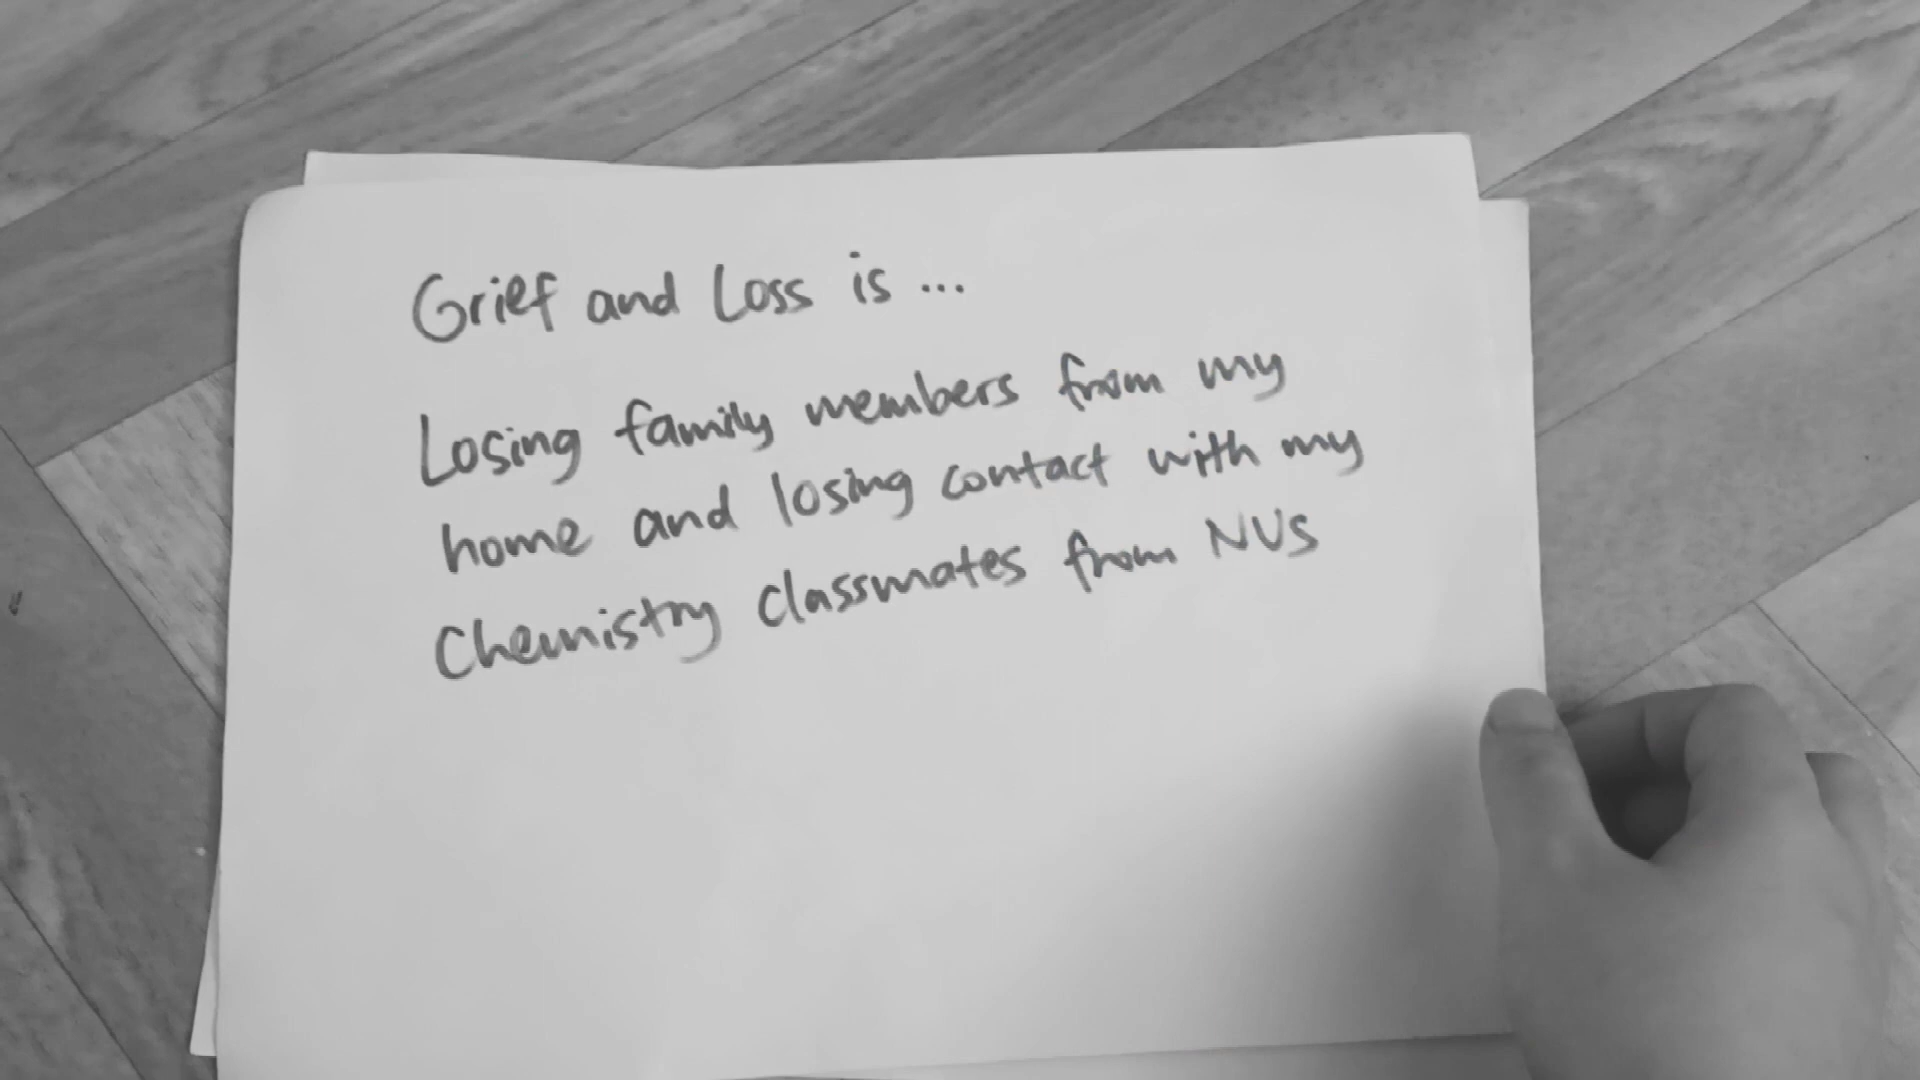 Grief and Loss is ...
Losing family members from my
home and losing contact with my
Chemistry classmates from NUS